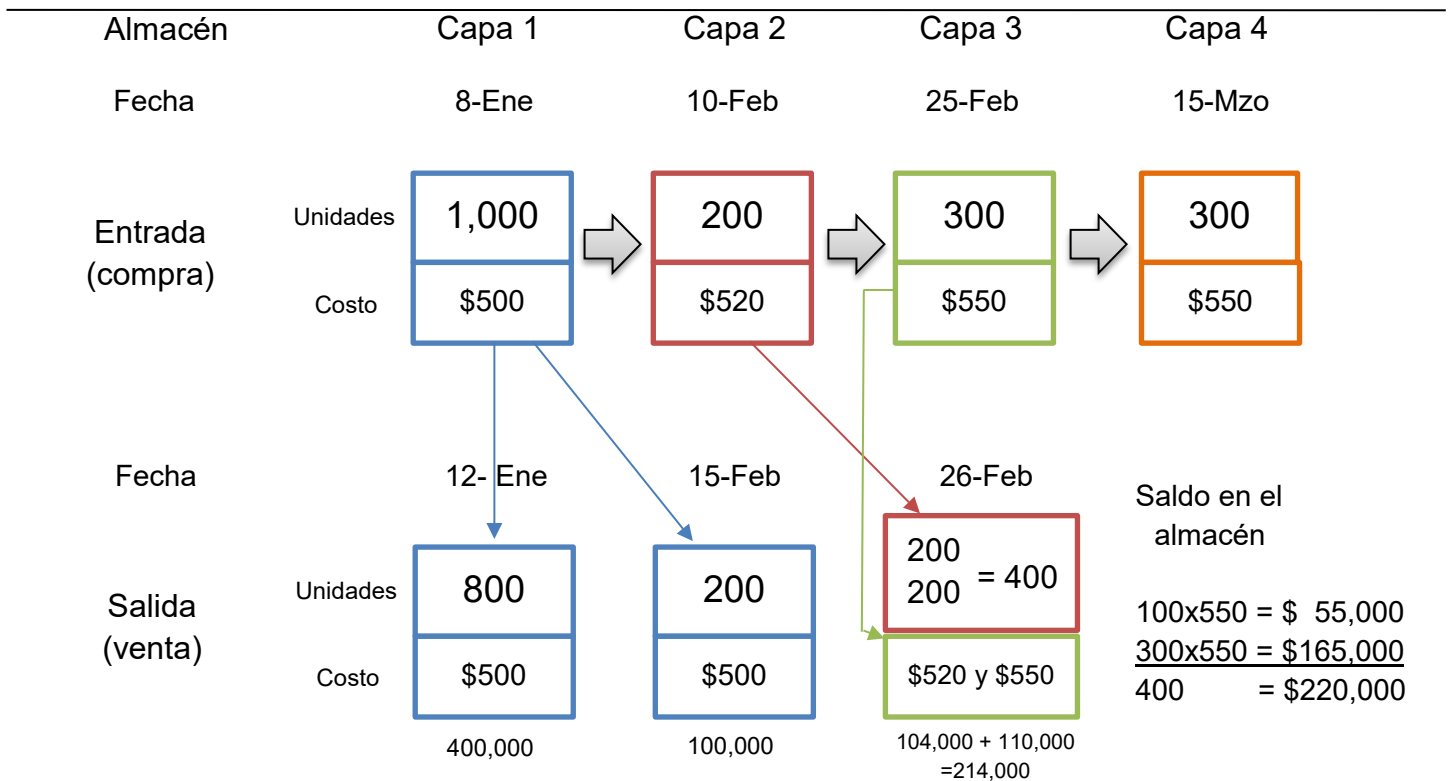 Almacén Capa 1 Capa 2 Capa 3 Capa 4
Fecha 8-Ene 10-Feb 25-Feb 15-Mzo
Entrada
(compra)
Unidades 1,000 200 300 300
Costo $500 $520 $550 $550
Fecha 12- Ene 15-Feb 26-Feb
Salida
(venta)
Unidades 800 200
200
200
= 400
Costo $500 $500 $520 y $550
400,000 100,000 104,000 + 110,000
=214,000
Saldo en el
almacén
100x550 = $ 55,000
300x550 = $165,000
400 = $220,000